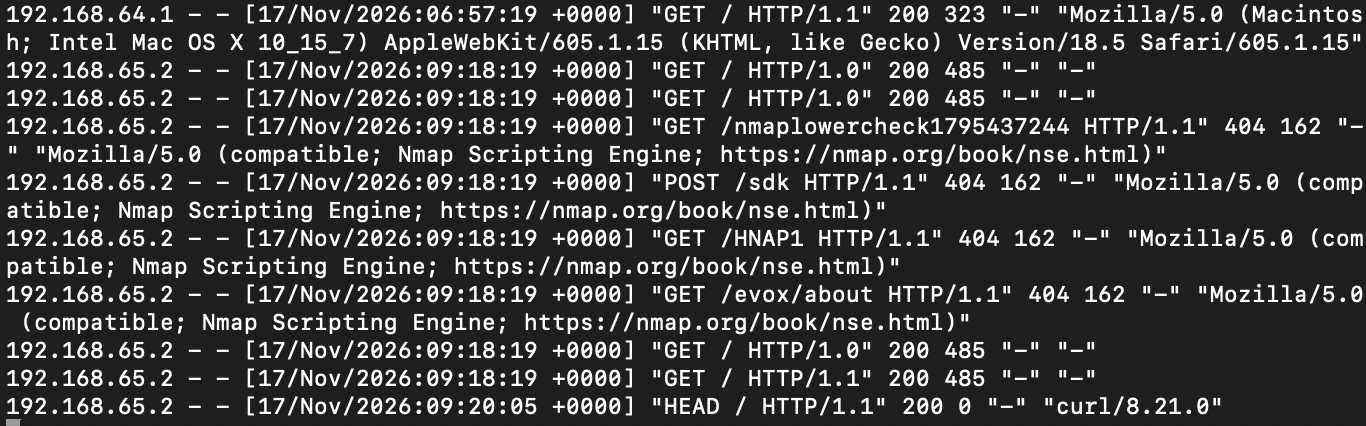 192.168.64.1 - - [17/Nov/2026:06:57:19 +0000] "GET / HTTP/1.1" 200 323 "-" "Mozilla/5.0 (Macintos
h; Intel Mac OS X 10_15_7) AppleWebKit/605.1.15 (KHTML, like Gecko) Version/18.5 Safari/605.1.15"
192.168.65.2 - - [17/Nov/2026:09:18:19 +0000] "GET / HTTP/1.0" 200 485 "-" "-"
192.168.65.2 - - [17/Nov/2026:09:18:19 +0000] "GET / HTTP/1.0" 200 485 "-" "-"
192.168.65.2 - - [17/Nov/2026:09:18:19 +0000] "GET /nmaplowercheck1795437244 HTTP/1.1" 404 162 "-
" "Mozilla/5.0 (compatible; Nmap Scripting Engine; https://nmap.org/book/nse.html)"
192.168.65.2 - - [17/Nov/2026:09:18:19 +0000] "POST /sdk HTTP/1.1" 404 162 "-" "Mozilla/5.0 (comp
atible; Nmap Scripting Engine; https://nmap.org/book/nse.html)"
192.168.65.2 - - [17/Nov/2026:09:18:19 +0000] "GET /HNAP1 HTTP/1.1" 404 162 "-" "Mozilla/5.0 (com
patible; Nmap Scripting Engine; https://nmap.org/book/nse.html)"
192.168.65.2 - - [17/Nov/2026:09:18:19 +0000] "GET /evox/about HTTP/1.1" 404 162 "-" "Mozilla/5.0
 (compatible; Nmap Scripting Engine; https://nmap.org/book/nse.html)"
192.168.65.2 - - [17/Nov/2026:09:18:19 +0000] "GET / HTTP/1.0" 200 485 "-" "-"
192.168.65.2 - - [17/Nov/2026:09:18:19 +0000] "GET / HTTP/1.1" 200 485 "-" "-"
192.168.65.2 - - [17/Nov/2026:09:20:05 +0000] "HEAD / HTTP/1.1" 200 0 "-" "curl/8.21.0"